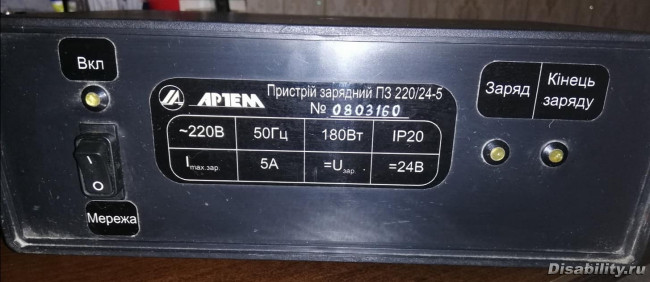 Вкл
Мережа
АРТЕМ Пристрій зарядний ПЗ 220/24-5
№ 0803160
~220В 50Гц 180Вт IP20
Imax.зар. 5А =Uзар. =24В
Заряд
Кінець
заряду
I
O
Disability.ru